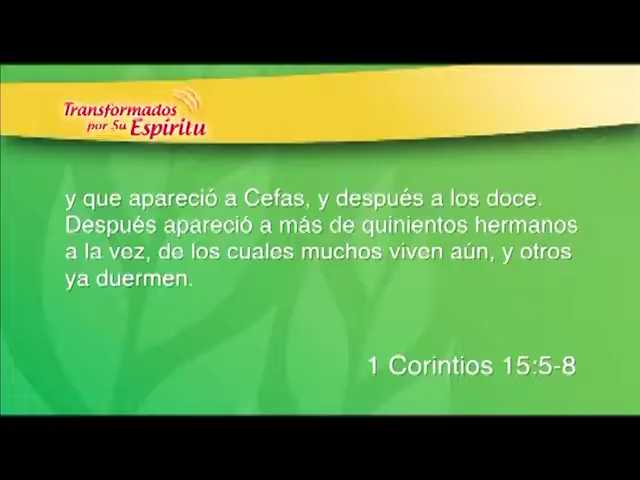 Transformados
por Su Espíritu
y que apareció a Cefas, y después a los doce.
Después apareció a más de quinientos hermanos
a la vez, de los cuales muchos viven aún, y otros
ya duermen.
1 Corintios 15:5-8